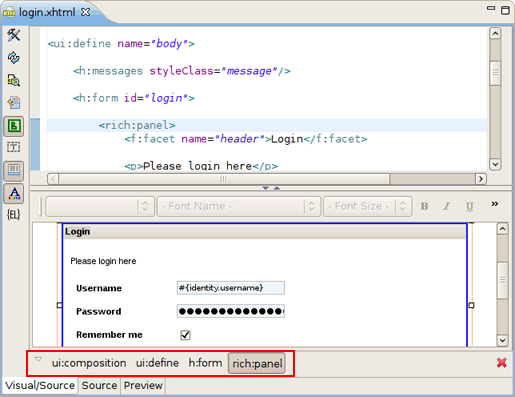 login.xhtml
<ui:define name="body">
<h:messages styleClass="message"/>
<h:form id="login">
<rich:panel>
<f:facet name="header">Login</f:facet>
<p>Please login here</p>
{EL}
- Font Name -
- Font Size -
B I U »
Login
Please login here
Username #{identity.username}
Password ●●●●●●●●●●●●
Remember me
ui:composition ui:define h:form rich:panel
Visual/Source Source Preview